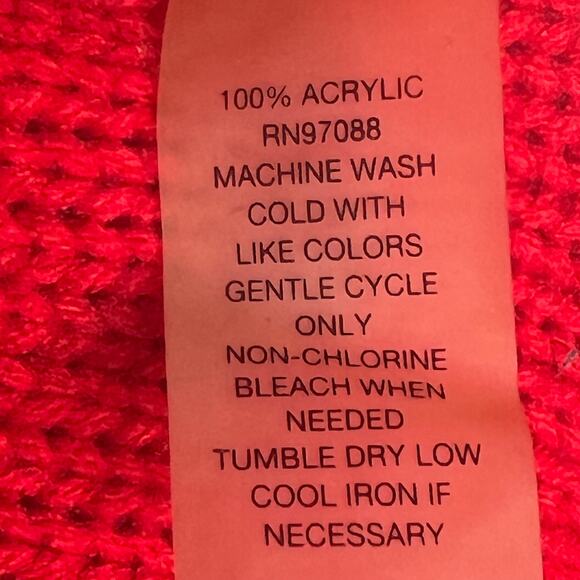 100% ACRYLIC
RN97088
MACHINE WASH
COLD WITH
LIKE COLORS
GENTLE CYCLE
ONLY
NON-CHLORINE
BLEACH WHEN
NEEDED
TUMBLE DRY LOW
COOL IRON IF
NECESSARY